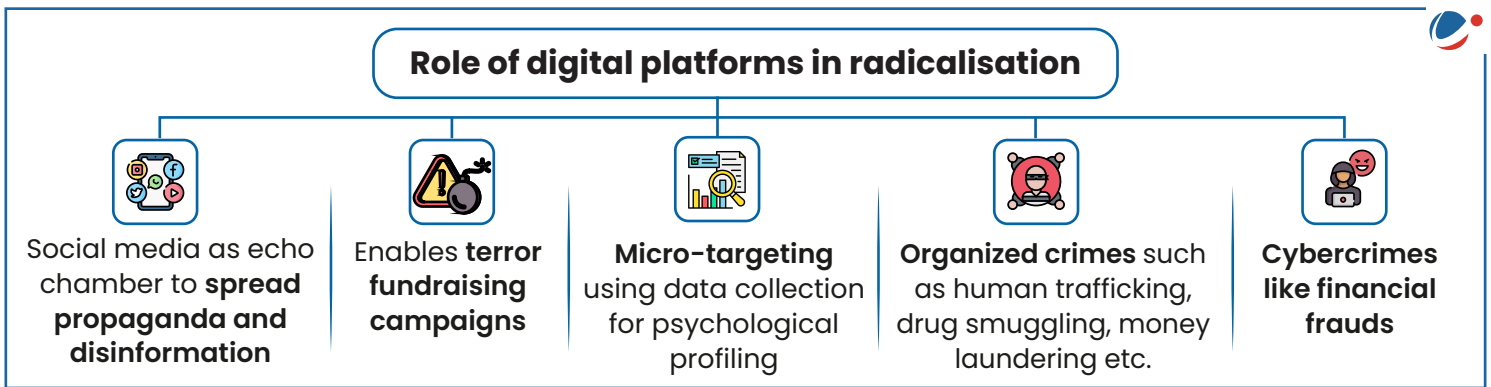 Role of digital platforms in radicalisation
Social media as echo
chamber to spread
propaganda and
disinformation
Enables terror
fundraising
campaigns
Micro-targeting
using data collection
for psychological
profiling
Organized crimes such
as human trafficking,
drug smuggling, money
laundering etc.
Cybercrimes
like financial
frauds